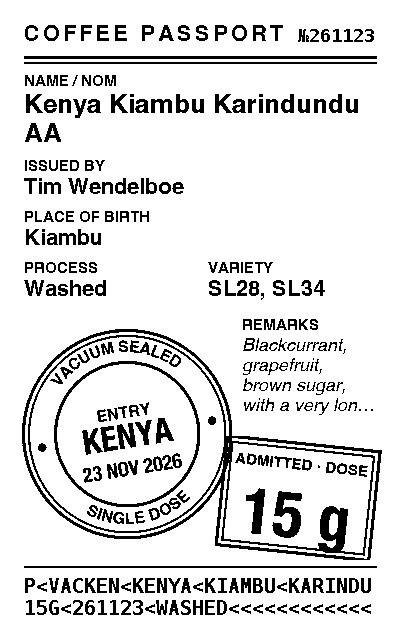 COFFEE PASSPORT №261123
NAME / NOM
Kenya Kiambu Karindundu
AA
ISSUED BY
Tim Wendelboe
PLACE OF BIRTH
Kiambu
PROCESS VARIETY
Washed SL28, SL34
REMARKS
Blackcurrant,
grapefruit,
brown sugar,
with a very lon…
VACUUM SEALED
ENTRY
KENYA
23 NOV 2026
SINGLE DOSE
ADMITTED · DOSE
15 g
P<VACKEN<KENYA<KIAMBU<KARINDU
15G<261123<WASHED<<<<<<<<<<<<